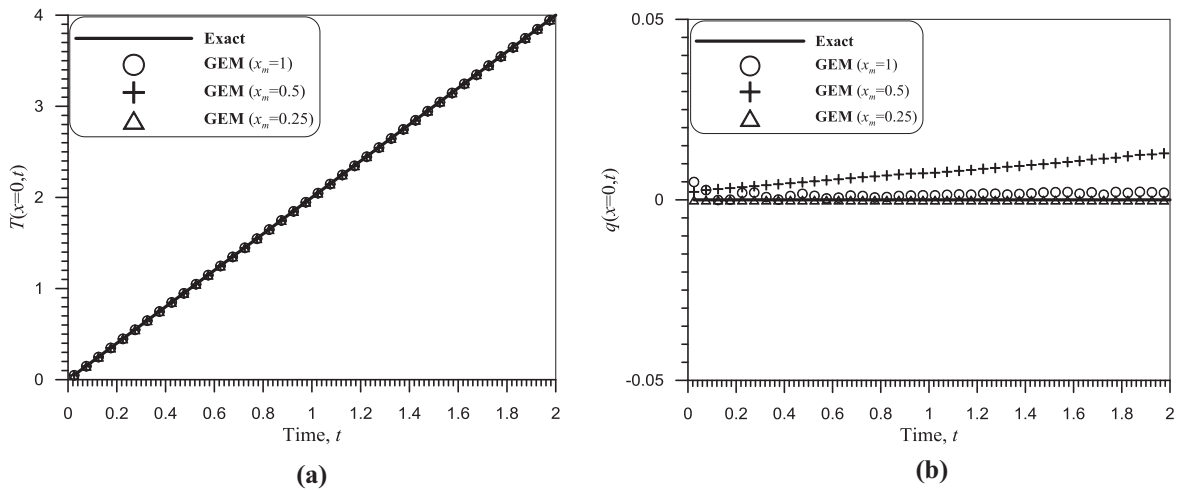 4
3
2
1
0
T(x=0,t)
Exact
GEM (xₘ=1)
GEM (xₘ=0.5)
GEM (xₘ=0.25)
0 0.2 0.4 0.6 0.8 1 1.2 1.4 1.6 1.8 2
Time, t
(a)
0.05
0
-0.05
q(x=0,t)
Exact
GEM (xₘ=1)
GEM (xₘ=0.5)
GEM (xₘ=0.25)
0 0.2 0.4 0.6 0.8 1 1.2 1.4 1.6 1.8 2
Time, t
(b)